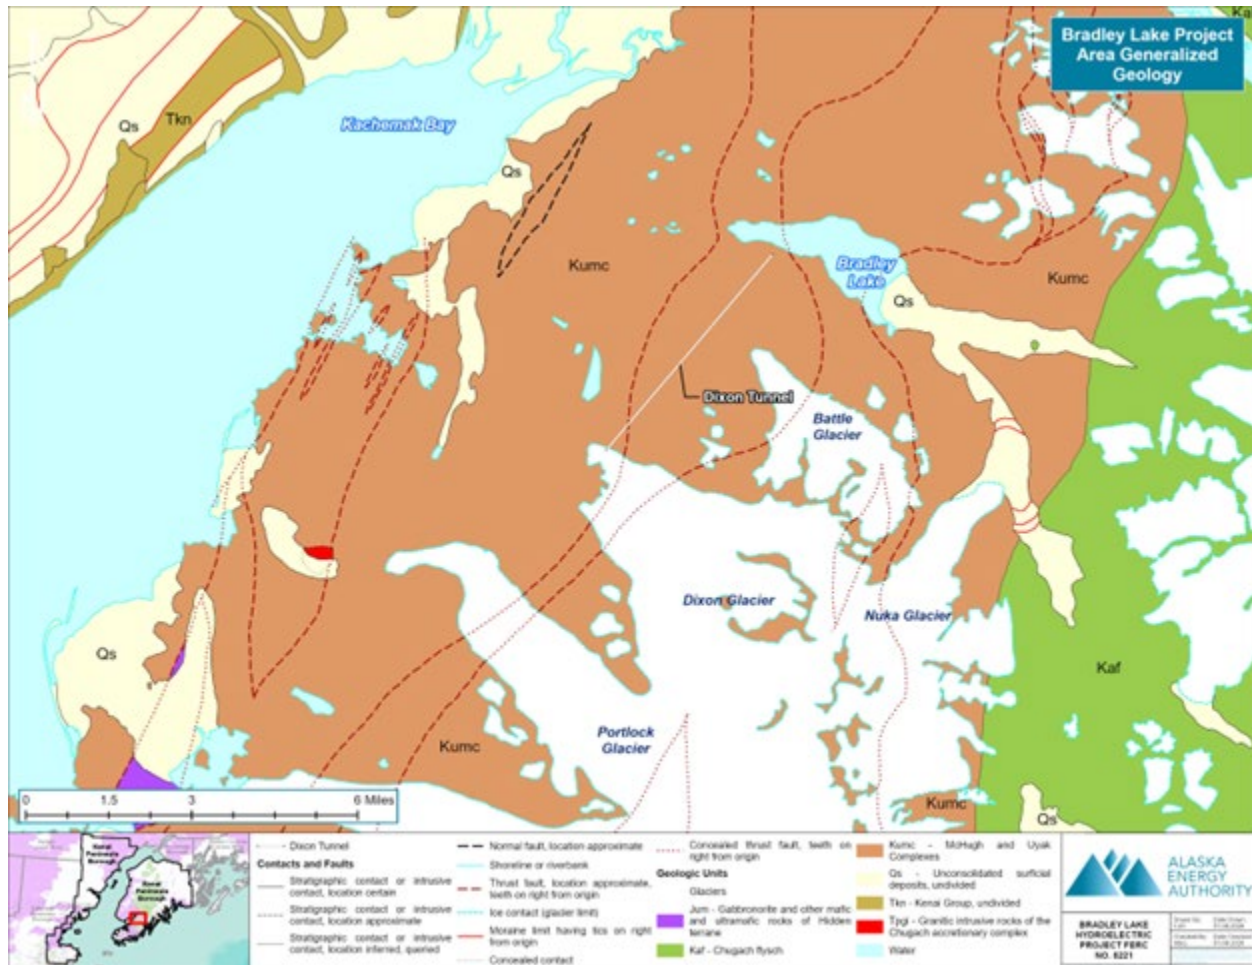 Bradley Lake Project
Area Generalized
Geology
Ka
Qs
Tkn
Kachemak Bay
Qs
Kumc
Bradley
Lake
Kumc
Qs
Dixon Tunnel
Battle
Glacier
Dixon Glacier
Nuka Glacier
Qs
Kaf
Portlock
Glacier
Kumc
Kumc
Qs
0 1.5 3 6 Miles
Kenai
Peninsula
Borough
Kenai
Peninsula
Borough
Dixon Tunnel
Contacts and Faults
Stratigraphic contact or intrusive
contact, location certain
Stratigraphic contact or intrusive
contact, location approximate
Stratigraphic contact or intrusive
contact, location inferred, queried
Normal fault, location approximate
Shoreline or riverbank
Thrust fault, location approximate,
teeth on right from origin
Ice contact (glacier limit)
Moraine limit having tics on right
from origin
Concealed contact
Concealed thrust fault, teeth on
right from origin
Geologic Units
Glaciers
Jum - Gabbronorite and other mafic
and ultramafic rocks of Hidden
terrane
Kaf - Chugach flysch
Kumc - McHugh and Uyak
Complexes
Qs - Unconsolidated surficial
deposits, undivided
Tkn - Kenai Group, undivided
Tpgi - Granitic intrusive rocks of the
Chugach accretionary complex
Water
ALASKA
ENERGY
AUTHORITY
BRADLEY LAKE
HYDROELECTRIC
PROJECT FERC
NO. 8221